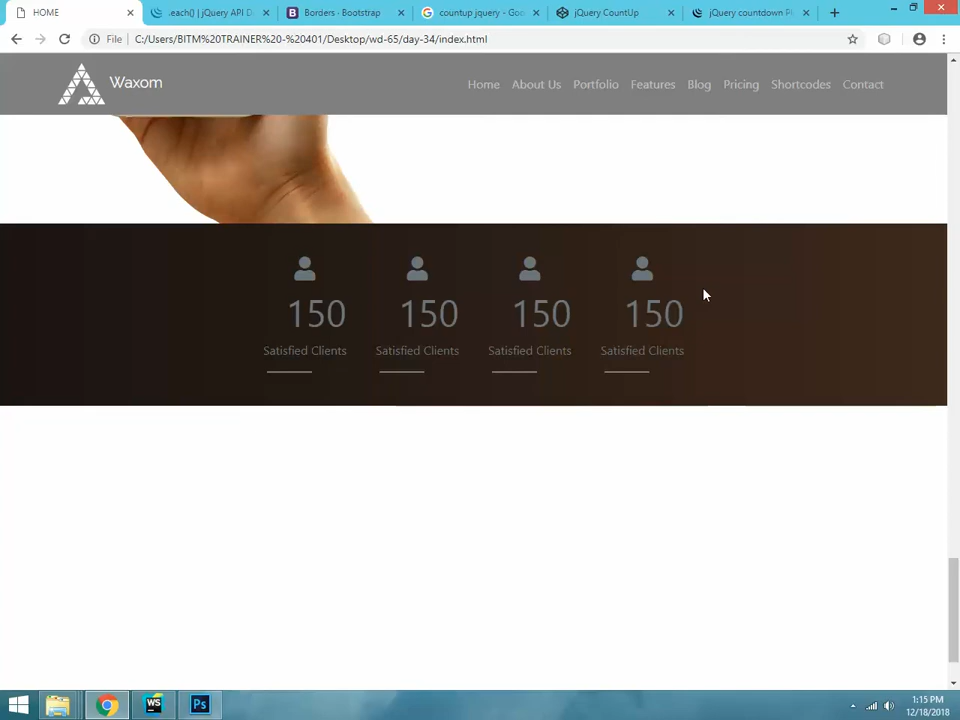 HOME
.each() | jQuery API D
Borders · Bootstrap
countup jquery - Goo
jQuery CountUp
jQuery countdown Pl
File
C:/Users/BITM%20TRAINER%20-%20401/Desktop/wd-65/day-34/index.html
Waxom
Home About Us Portfolio Features Blog Pricing Shortcodes Contact
150 150 150 150
Satisfied Clients Satisfied Clients Satisfied Clients Satisfied Clients
WS
Ps
1:15 PM
12/18/2018